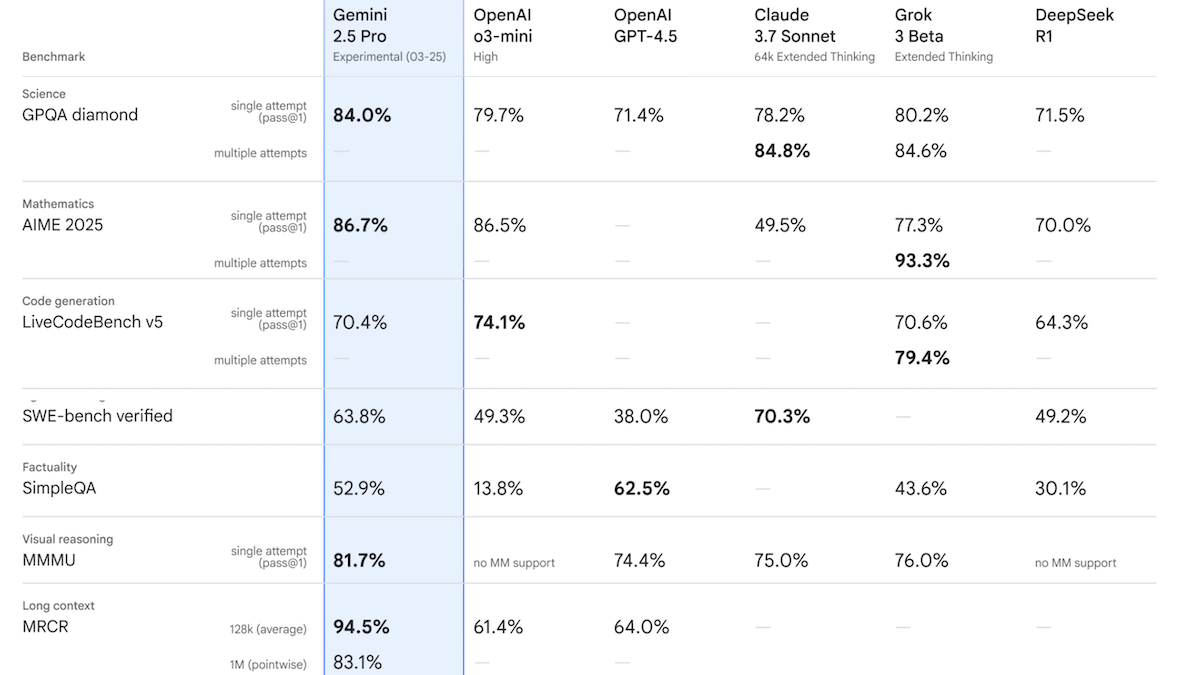 Gemini OpenAI OpenAI Claude Grok DeepSeek
2.5 Pro o3-mini GPT-4.5 3.7 Sonnet 3 Beta R1
Benchmark Experimental (03-25) High 64k Extended Thinking Extended Thinking
Science
GPQA diamond single attempt (pass@1) 84.0% 79.7% 71.4% 78.2% 80.2% 71.5%
multiple attempts — — — 84.8% 84.6% —
Mathematics
AIME 2025 single attempt (pass@1) 86.7% 86.5% — 49.5% 77.3% 70.0%
multiple attempts — — — — 93.3% —
Code generation
LiveCodeBench v5 single attempt (pass@1) 70.4% 74.1% — — 70.6% 64.3%
multiple attempts — — — — 79.4% —
SWE-bench verified 63.8% 49.3% 38.0% 70.3% — 49.2%
Factuality
SimpleQA 52.9% 13.8% 62.5% — 43.6% 30.1%
Visual reasoning
MMMU single attempt (pass@1) 81.7% no MM support 74.4% 75.0% 76.0% no MM support
Long context
MRCR 128k (average) 94.5% 61.4% 64.0% — — —
1M (pointwise) 83.1% — —